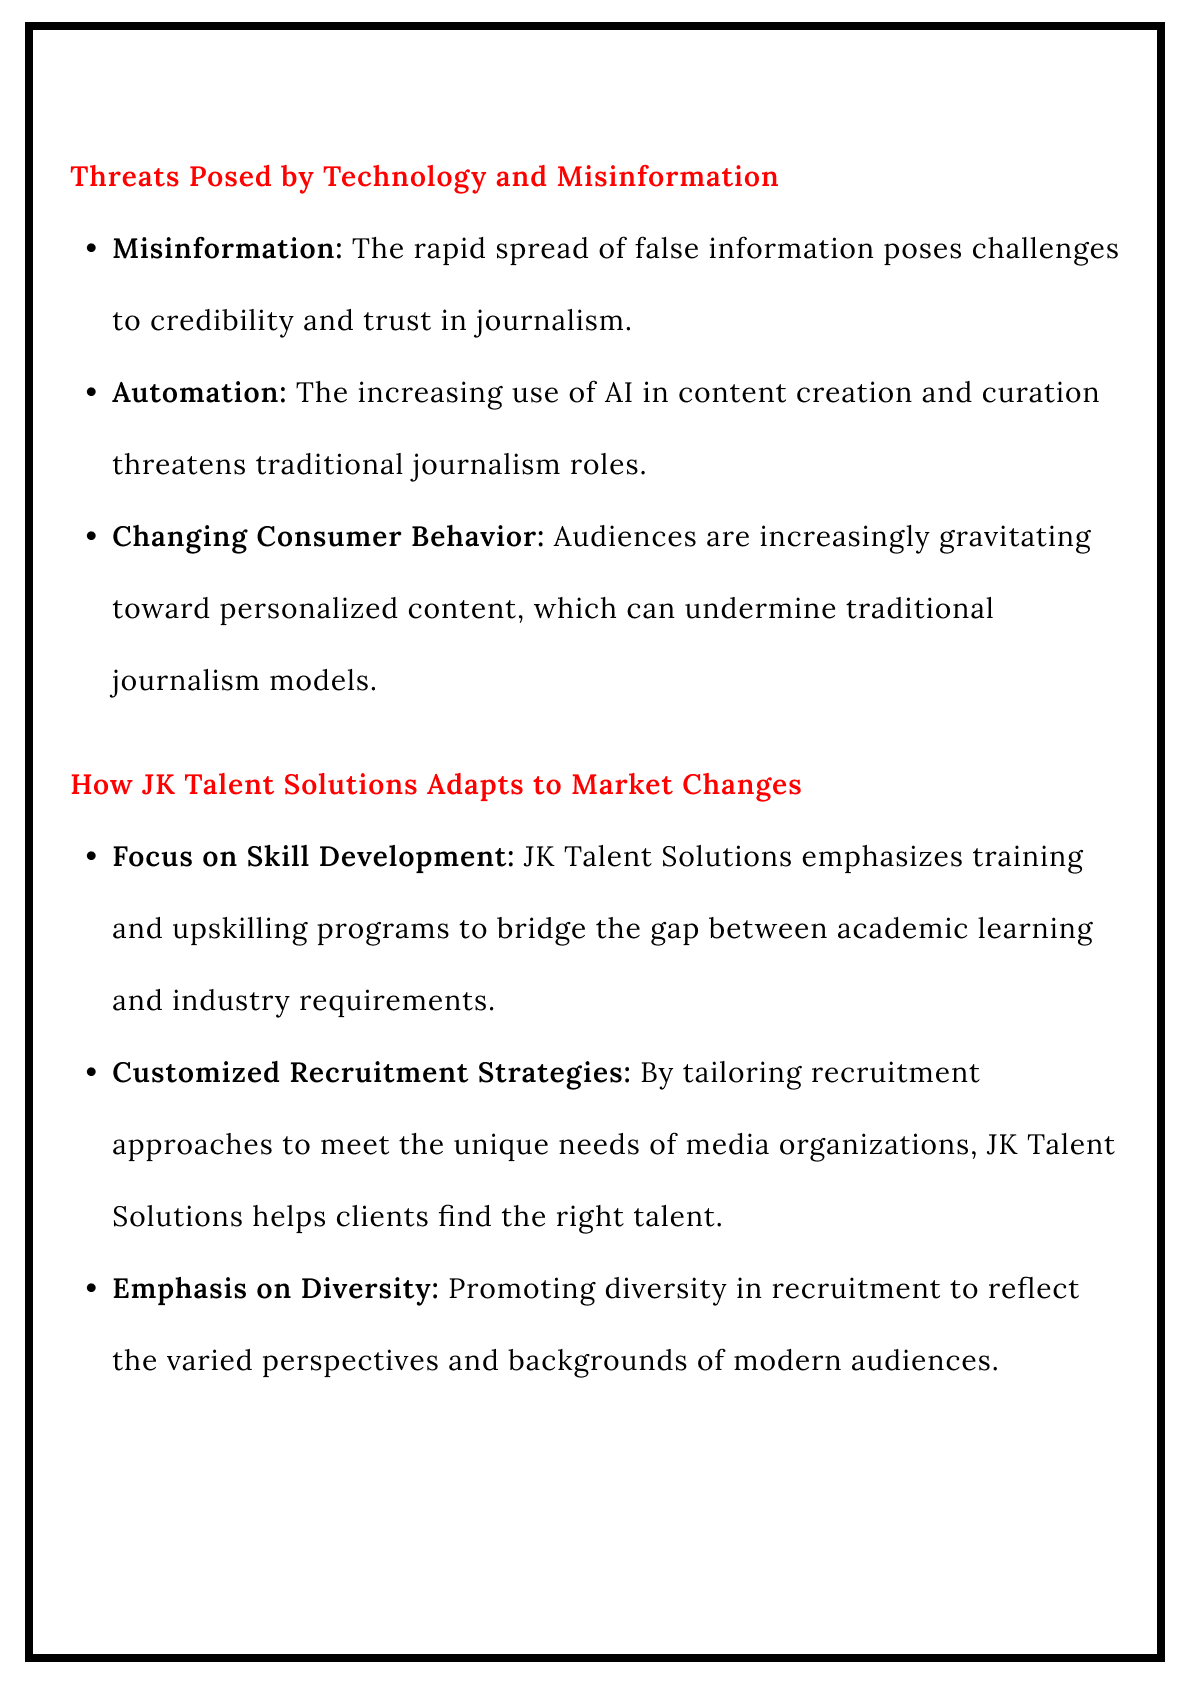 Threats Posed by Technology and Misinformation
• Misinformation: The rapid spread of false information poses challenges
to credibility and trust in journalism.
• Automation: The increasing use of AI in content creation and curation
threatens traditional journalism roles.
• Changing Consumer Behavior: Audiences are increasingly gravitating
toward personalized content, which can undermine traditional
journalism models.
How JK Talent Solutions Adapts to Market Changes
• Focus on Skill Development: JK Talent Solutions emphasizes training
and upskilling programs to bridge the gap between academic learning
and industry requirements.
• Customized Recruitment Strategies: By tailoring recruitment
approaches to meet the unique needs of media organizations, JK Talent
Solutions helps clients find the right talent.
• Emphasis on Diversity: Promoting diversity in recruitment to reflect
the varied perspectives and backgrounds of modern audiences.